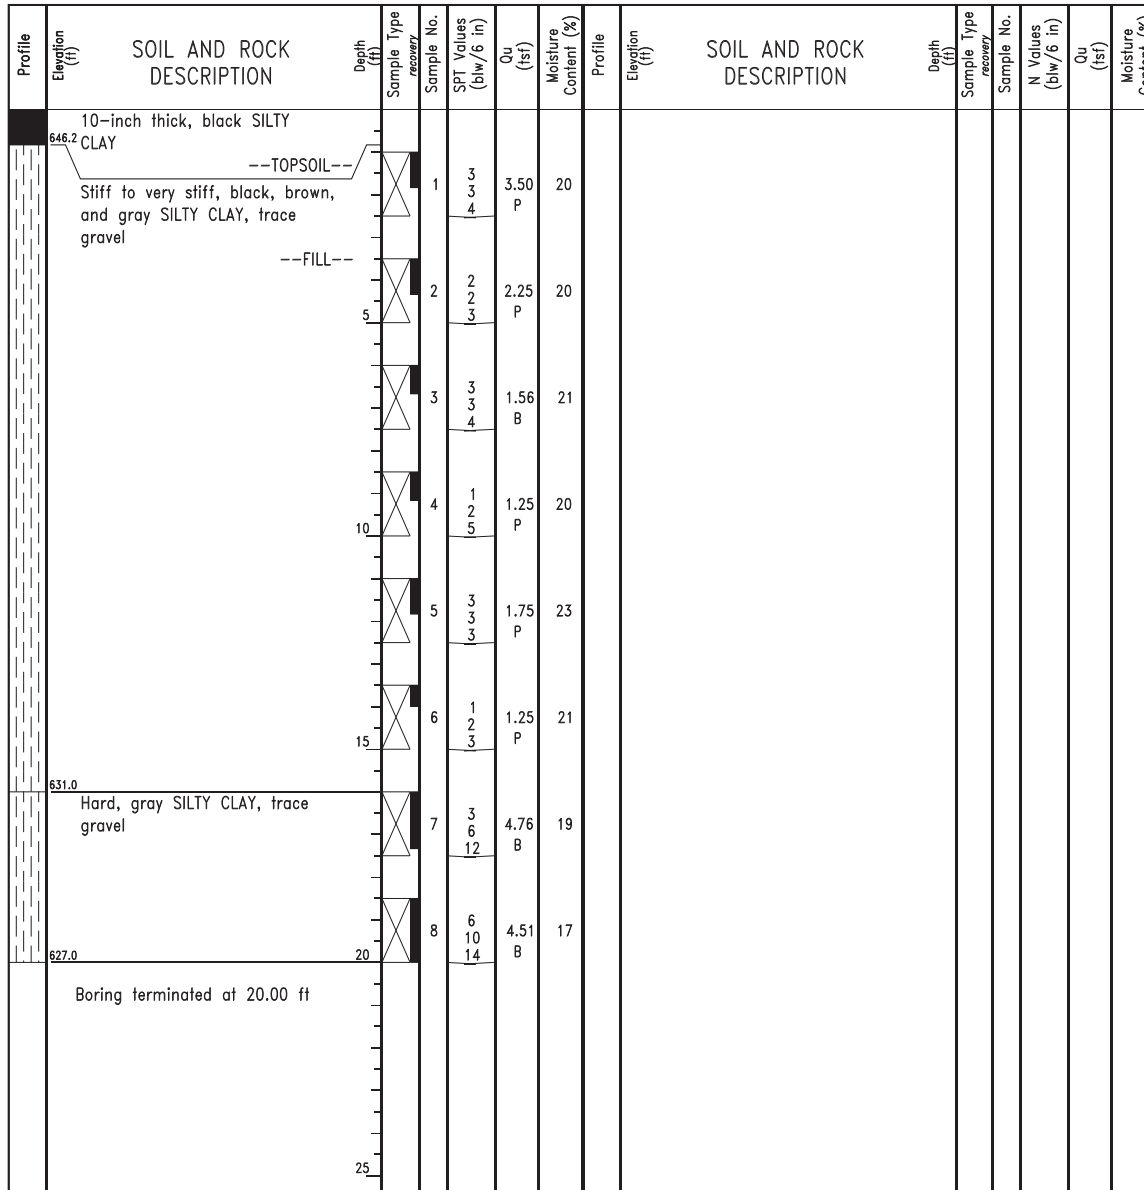 Profile
Elevation (ft)
SOIL AND ROCK
DESCRIPTION
Depth (ft)
Sample Type
recovery
Sample No.
SPT Values
(blw/6 in)
Qu
(tsf)
Moisture
Content (%)
Profile
Elevation (ft)
SOIL AND ROCK
DESCRIPTION
Depth (ft)
Sample Type
recovery
Sample No.
N Values
(blw/6 in)
Qu
(tsf)
Moisture
Content (%)
10-inch thick, black SILTY
646.2 CLAY
--TOPSOIL--
Stiff to very stiff, black, brown,
and gray SILTY CLAY, trace
gravel
--FILL--
1 3 3 4 3.50 P 20
2 2 2 3 2.25 P 20
5
3 3 3 4 1.56 B 21
4 1 2 5 1.25 P 20
10
5 3 3 3 1.75 P 23
6 1 2 3 1.25 P 21
15
631.0
Hard, gray SILTY CLAY, trace
gravel
7 3 6 12 4.76 B 19
8 6 10 14 4.51 B 17
627.0 20
Boring terminated at 20.00 ft
25